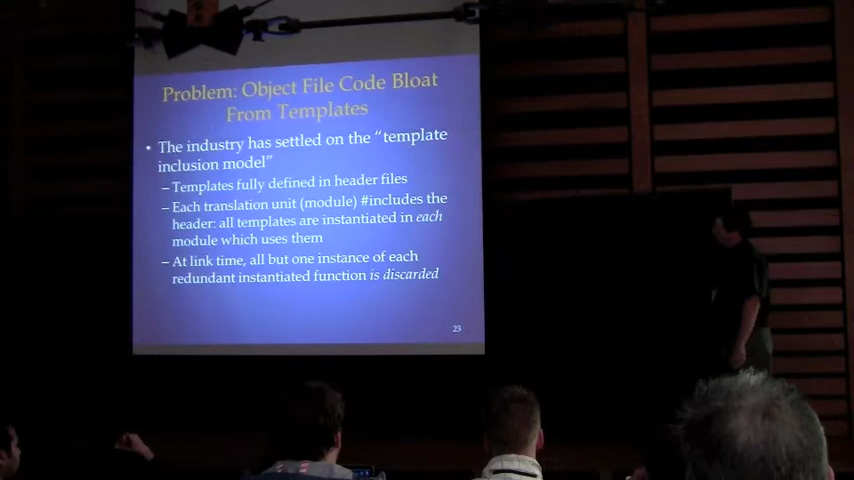 Problem: Object File Code Bloat
From Templates
• The industry has settled on the “template
inclusion model”
– Templates fully defined in header files
– Each translation unit (module) #includes the
header: all templates are instantiated in each
module which uses them
– At link time, all but one instance of each
redundant instantiated function is discarded
23